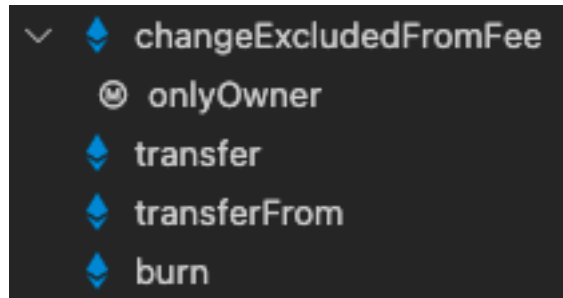 changeExcludedFromFee
onlyOwner
transfer
transferFrom
burn